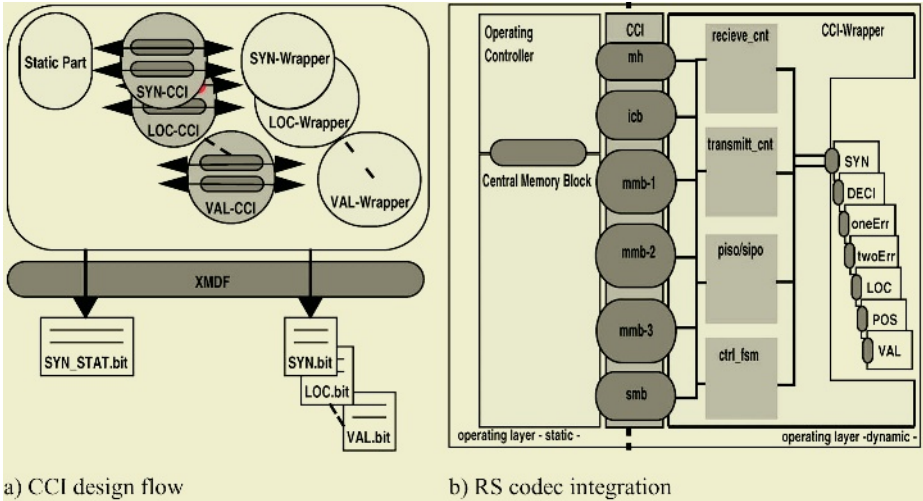 Static Part
SYN-CCI
SYN-Wrapper
LOC-CCI
LOC-Wrapper
VAL-CCI
VAL-Wrapper
XMDF
SYN_STAT.bit
SYN.bit
LOC.bit
VAL.bit
a) CCI design flow
Operating
Controller
Central Memory Block
operating layer - static -
CCI
mh
icb
mmb-1
mmb-2
mmb-3
smb
recieve_cnt
transmitt_cnt
piso/sipo
ctrl_fsm
CCI-Wrapper
SYN
DECI
oneErr
twoErr
LOC
POS
VAL
operating layer -dynamic -
b) RS codec integration